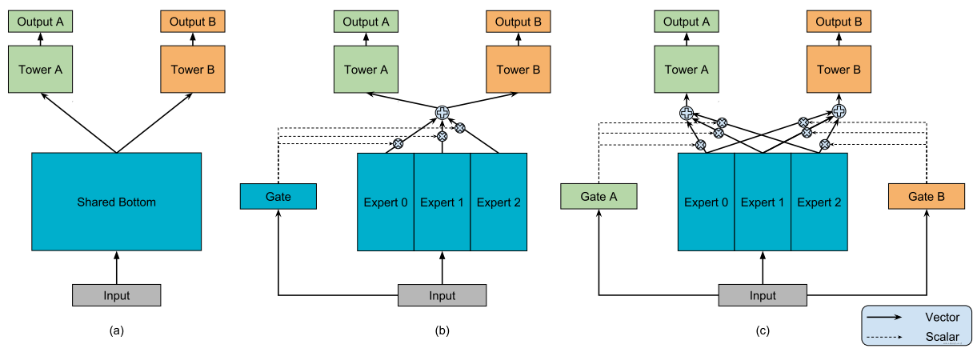 Output A
Output B
Tower A
Tower B
Shared Bottom
Input
(a)
Output A
Output B
Tower A
Tower B
Gate
Expert 0
Expert 1
Expert 2
Input
(b)
Output A
Output B
Tower A
Tower B
Gate A
Expert 0
Expert 1
Expert 2
Gate B
Input
(c)
Vector
Scalar